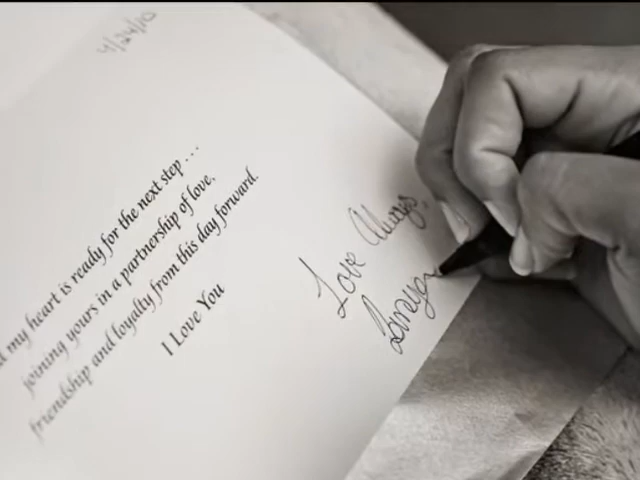 4/24/10
my heart is ready for the next step . . .
joining yours in a partnership of love,
friendship and loyalty from this day forward.
I Love You
Love Always,